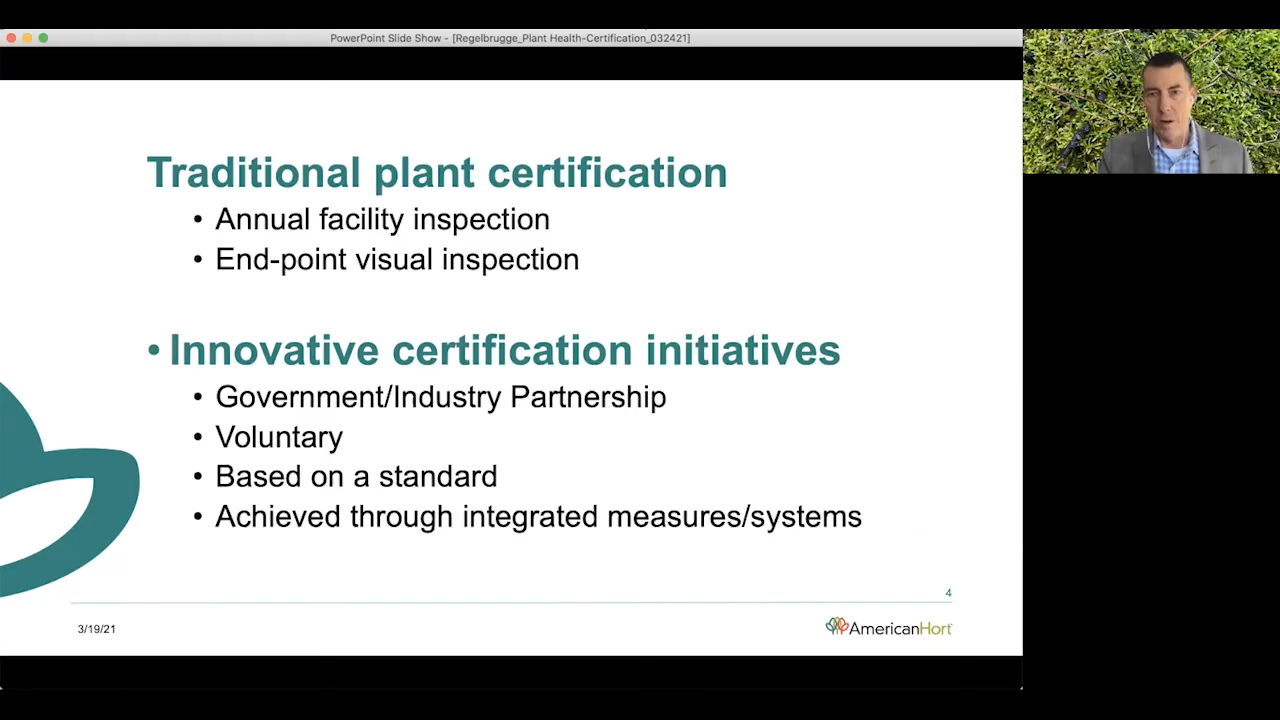 PowerPoint Slide Show - [Regelbrugge_Plant Health-Certification_032421]
Traditional plant certification
• Annual facility inspection
• End-point visual inspection
• Innovative certification initiatives
• Government/Industry Partnership
• Voluntary
• Based on a standard
• Achieved through integrated measures/systems
4
3/19/21
AmericanHort